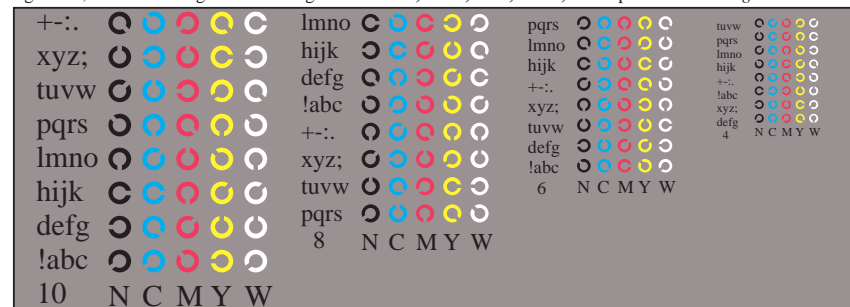 +-:.
xyz;
tuvw
pqrs
lmno
hijk
defg
!abc
10 N C M Y W
lmno
hijk
defg
!abc
+-:.
xyz;
tuvw
pqrs
8 N C M Y W
pqrs
lmno
hijk
+-:.
xyz;
tuvw
defg
!abc
6 N C M Y W
tuvw
pqrs
lmno
hijk
+-:.
!abc
xyz;
defg
4 N C M Y W